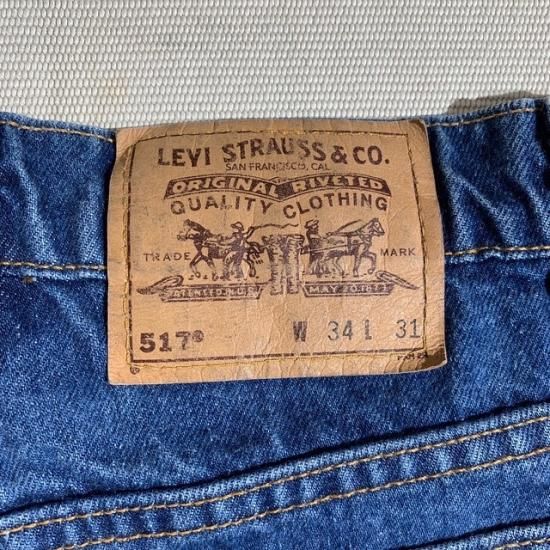 LEVI STRAUSS & CO.
SAN FRANCISCO, CAL
ORIGINAL RIVETED
QUALITY CLOTHING
TRADE MARK
PATENTED IN U.S. MAY 20 1873
517® W 34 L 31